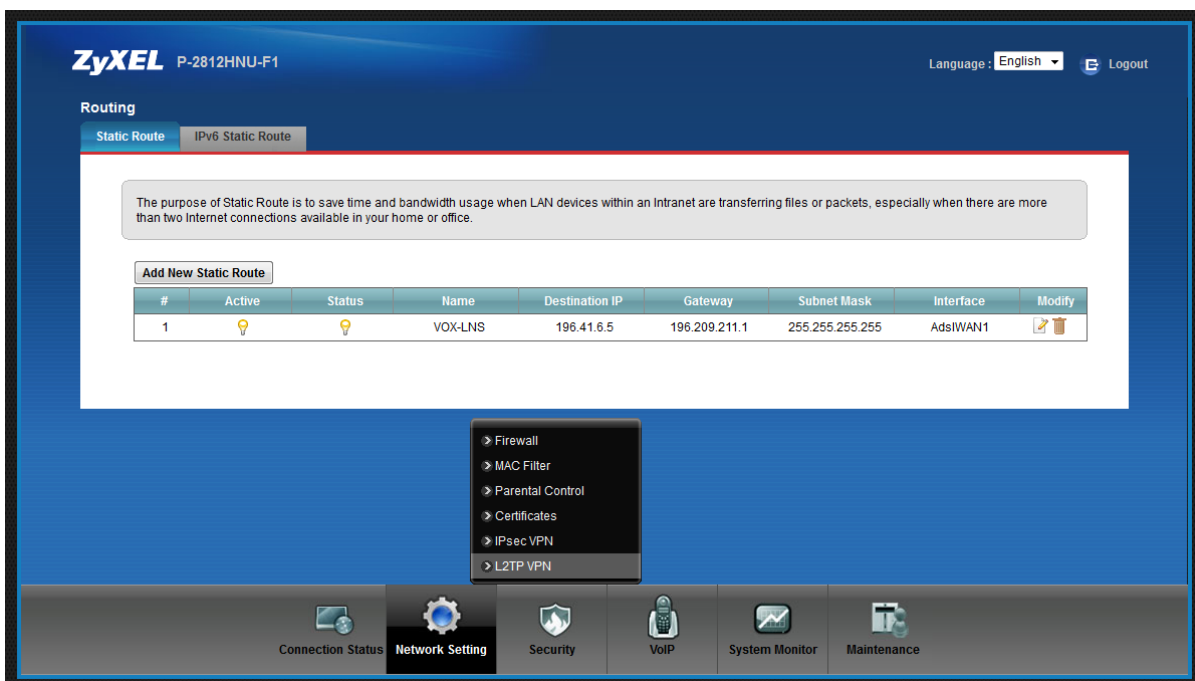 ZyXEL P-2812HNU-F1
Language : English
Logout
Routing
Static Route
IPv6 Static Route
The purpose of Static Route is to save time and bandwidth usage when LAN devices within an Intranet are transferring files or packets, especially when there are more
than two Internet connections available in your home or office.
Add New Static Route
# Active Status Name Destination IP Gateway Subnet Mask Interface Modify
1 VOX-LNS 196.41.6.5 196.209.211.1 255.255.255.255 AdslWAN1
Firewall
MAC Filter
Parental Control
Certificates
IPsec VPN
L2TP VPN
Connection Status Network Setting Security VoIP System Monitor Maintenance